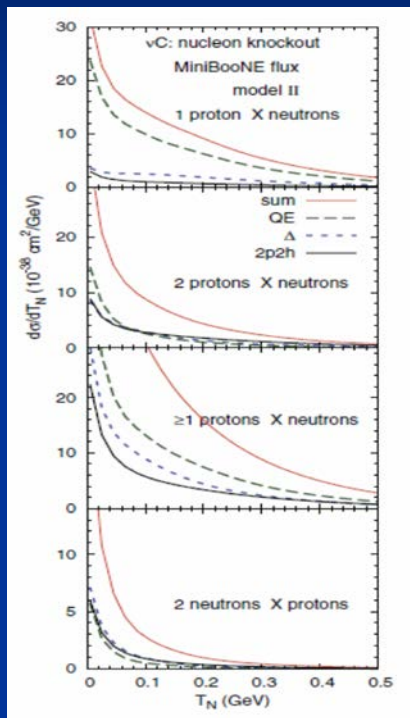 νC: nucleon knockout
MiniBooNE flux
model II
1 proton X neutrons
30
20
10
0
sum
QE
Δ
2p2h
2 protons X neutrons
20
10
0
dσ/dT_N (10^-38 cm^2/GeV)
≥1 protons X neutrons
20
10
0
2 neutrons X protons
10
5
0
0 0.1 0.2 0.3 0.4 0.5
T_N (GeV)